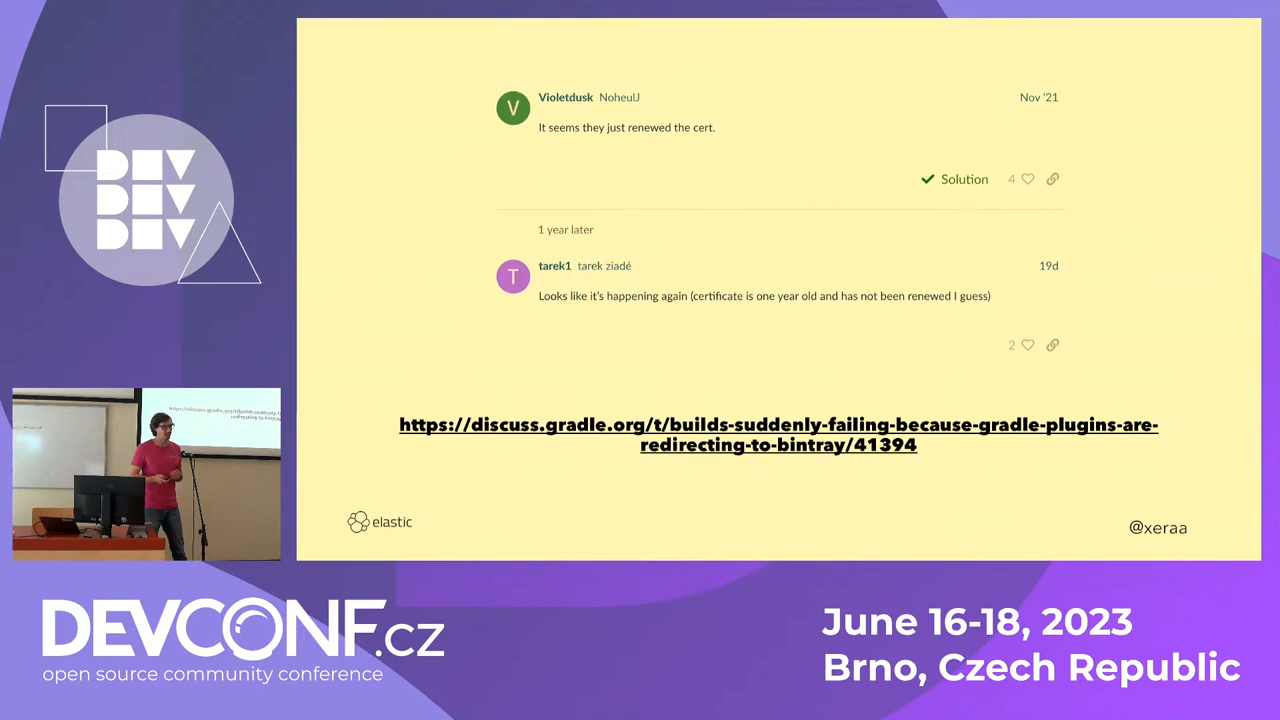 DEV
DEV
DEV
V
Violetdusk NoheulJ
Nov '21
It seems they just renewed the cert.
Solution
4
1 year later
T
tarek1 tarek ziadé
19d
Looks like it's happening again (certificate is one year old and has not been renewed I guess)
2
https://discuss.gradle.org/t/builds-suddenly-failing-because-gradle-plugins-are-
redirecting-to-bintray/41394
elastic
@xeraa
DEVCONF.cz
open source community conference
June 16-18, 2023
Brno, Czech Republic